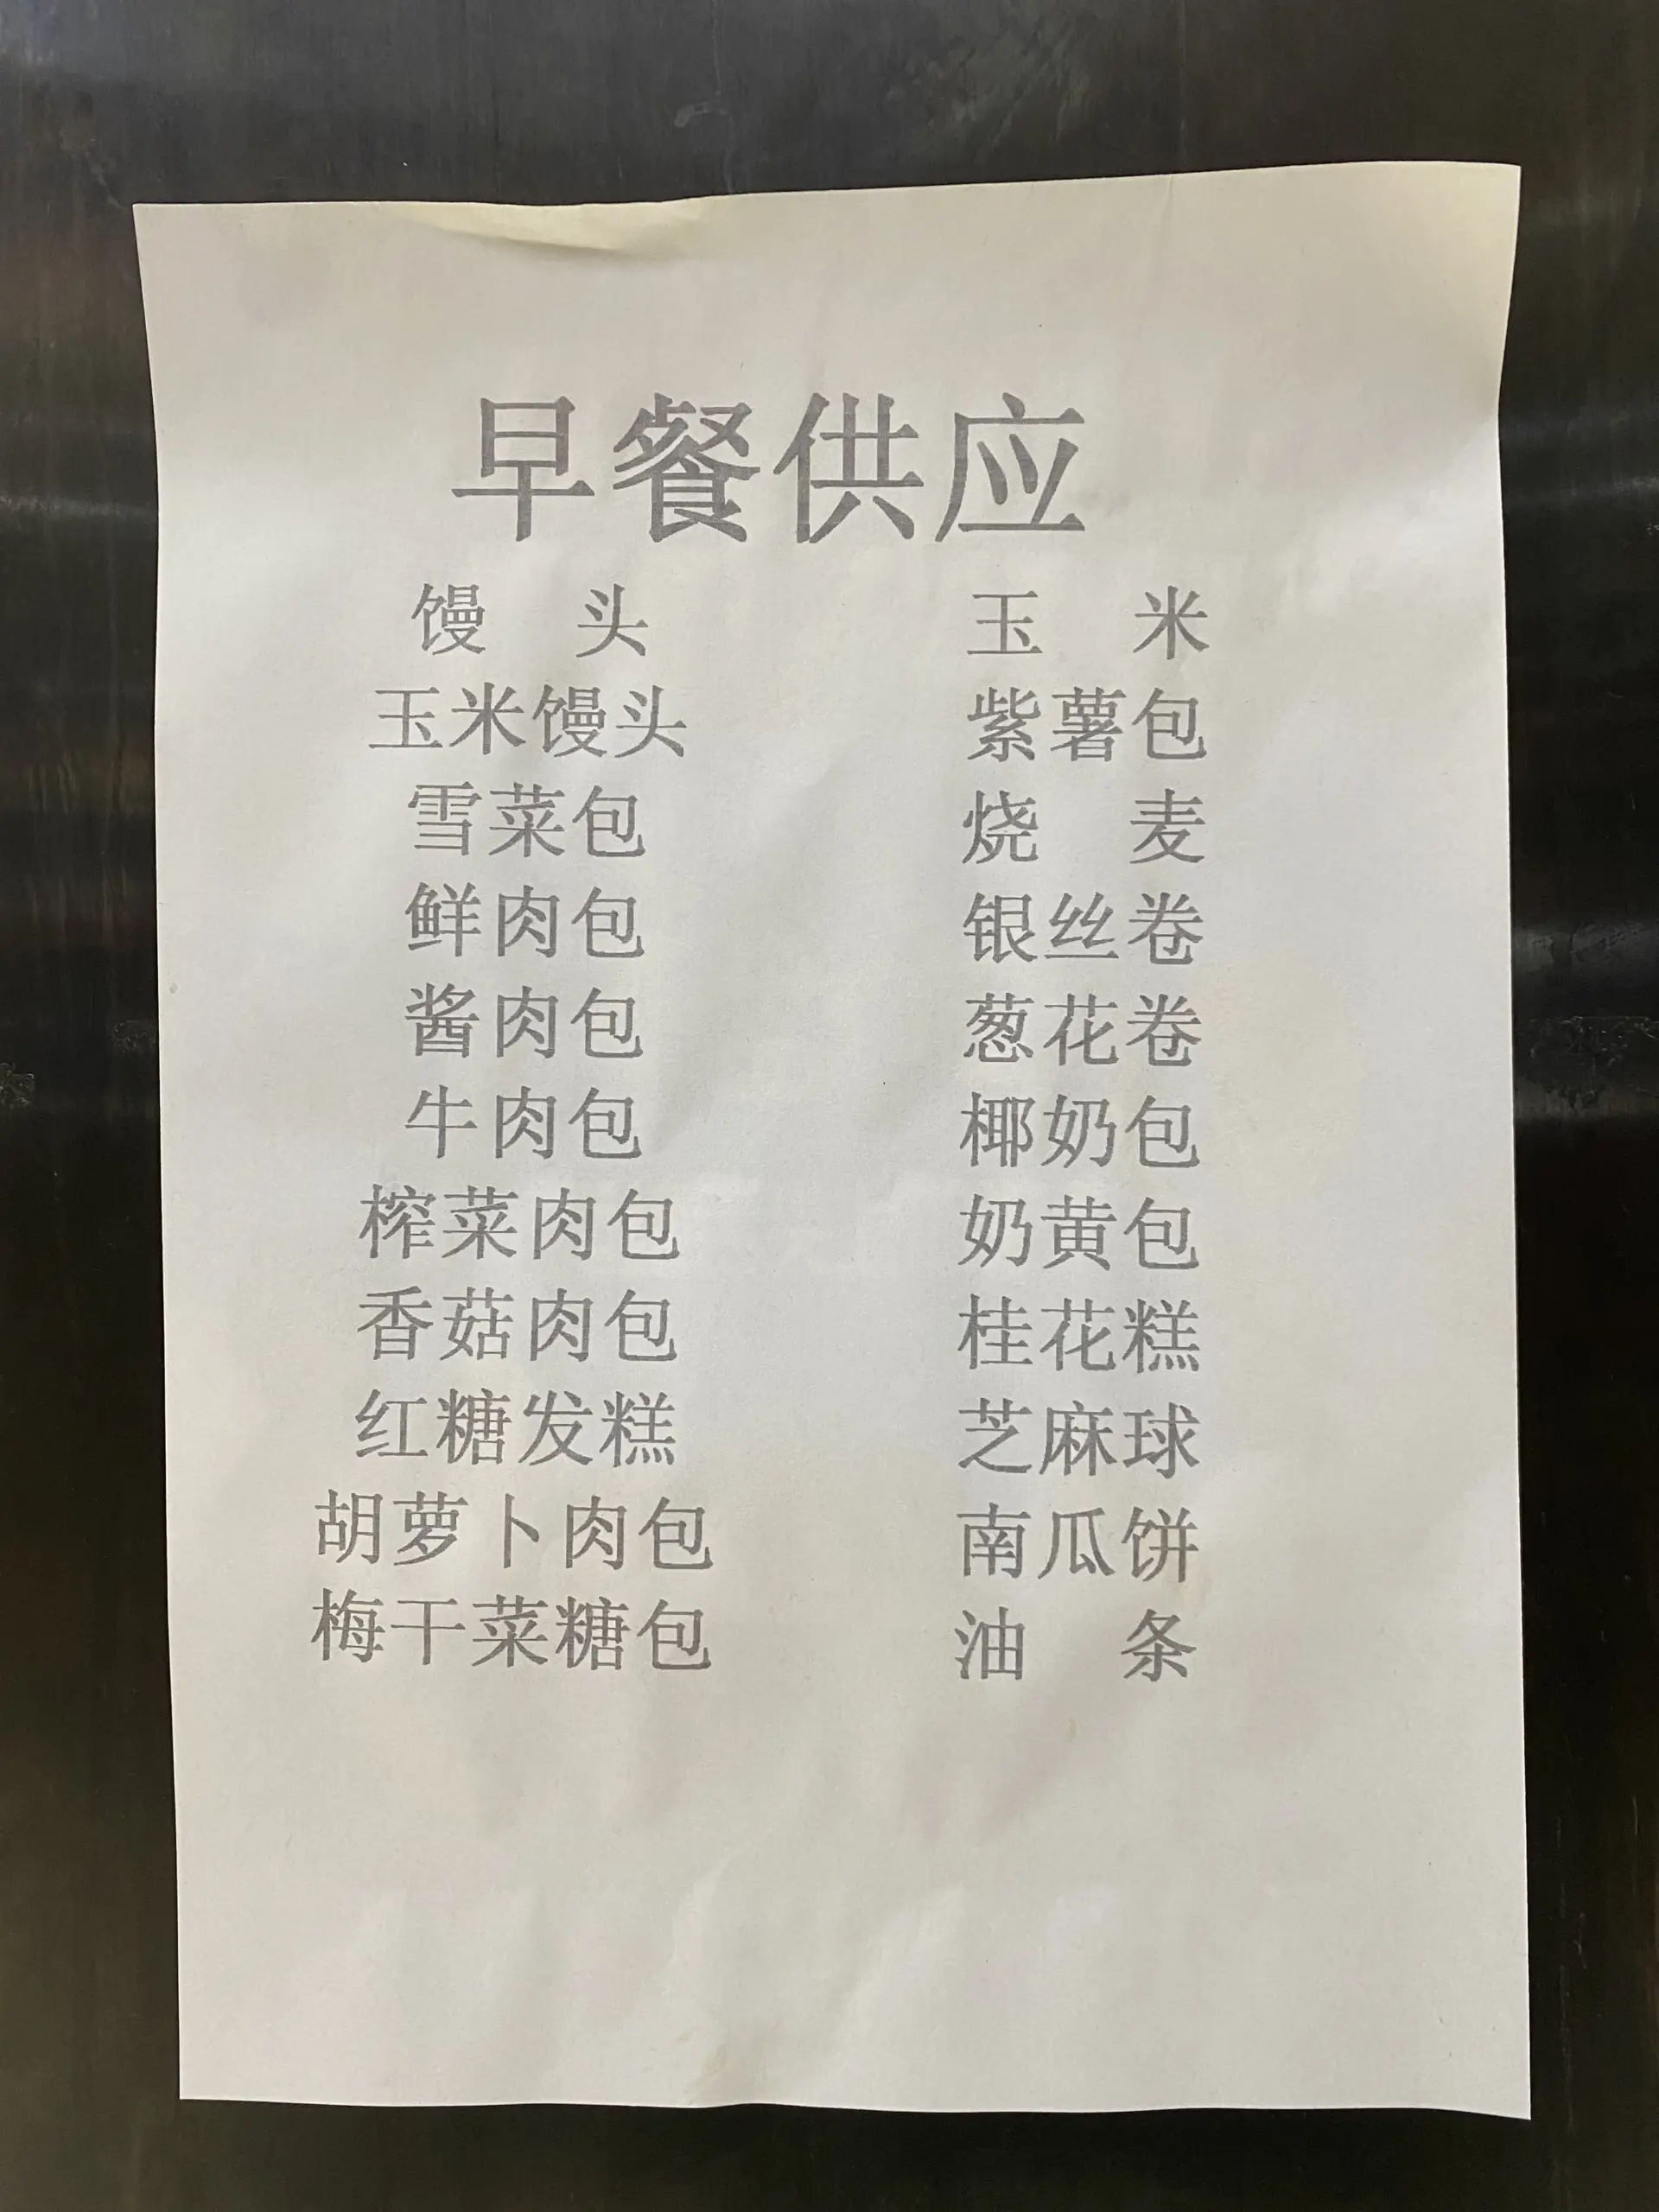 早餐供应
馒 头 玉 米
玉米馒头 紫薯包
雪菜包 烧 麦
鲜肉包 银丝卷
酱肉包 葱花卷
牛肉包 椰奶包
榨菜肉包 奶黄包
香菇肉包 桂花糕
红糖发糕 芝麻球
胡萝卜肉包 南瓜饼
梅干菜糖包 油 条